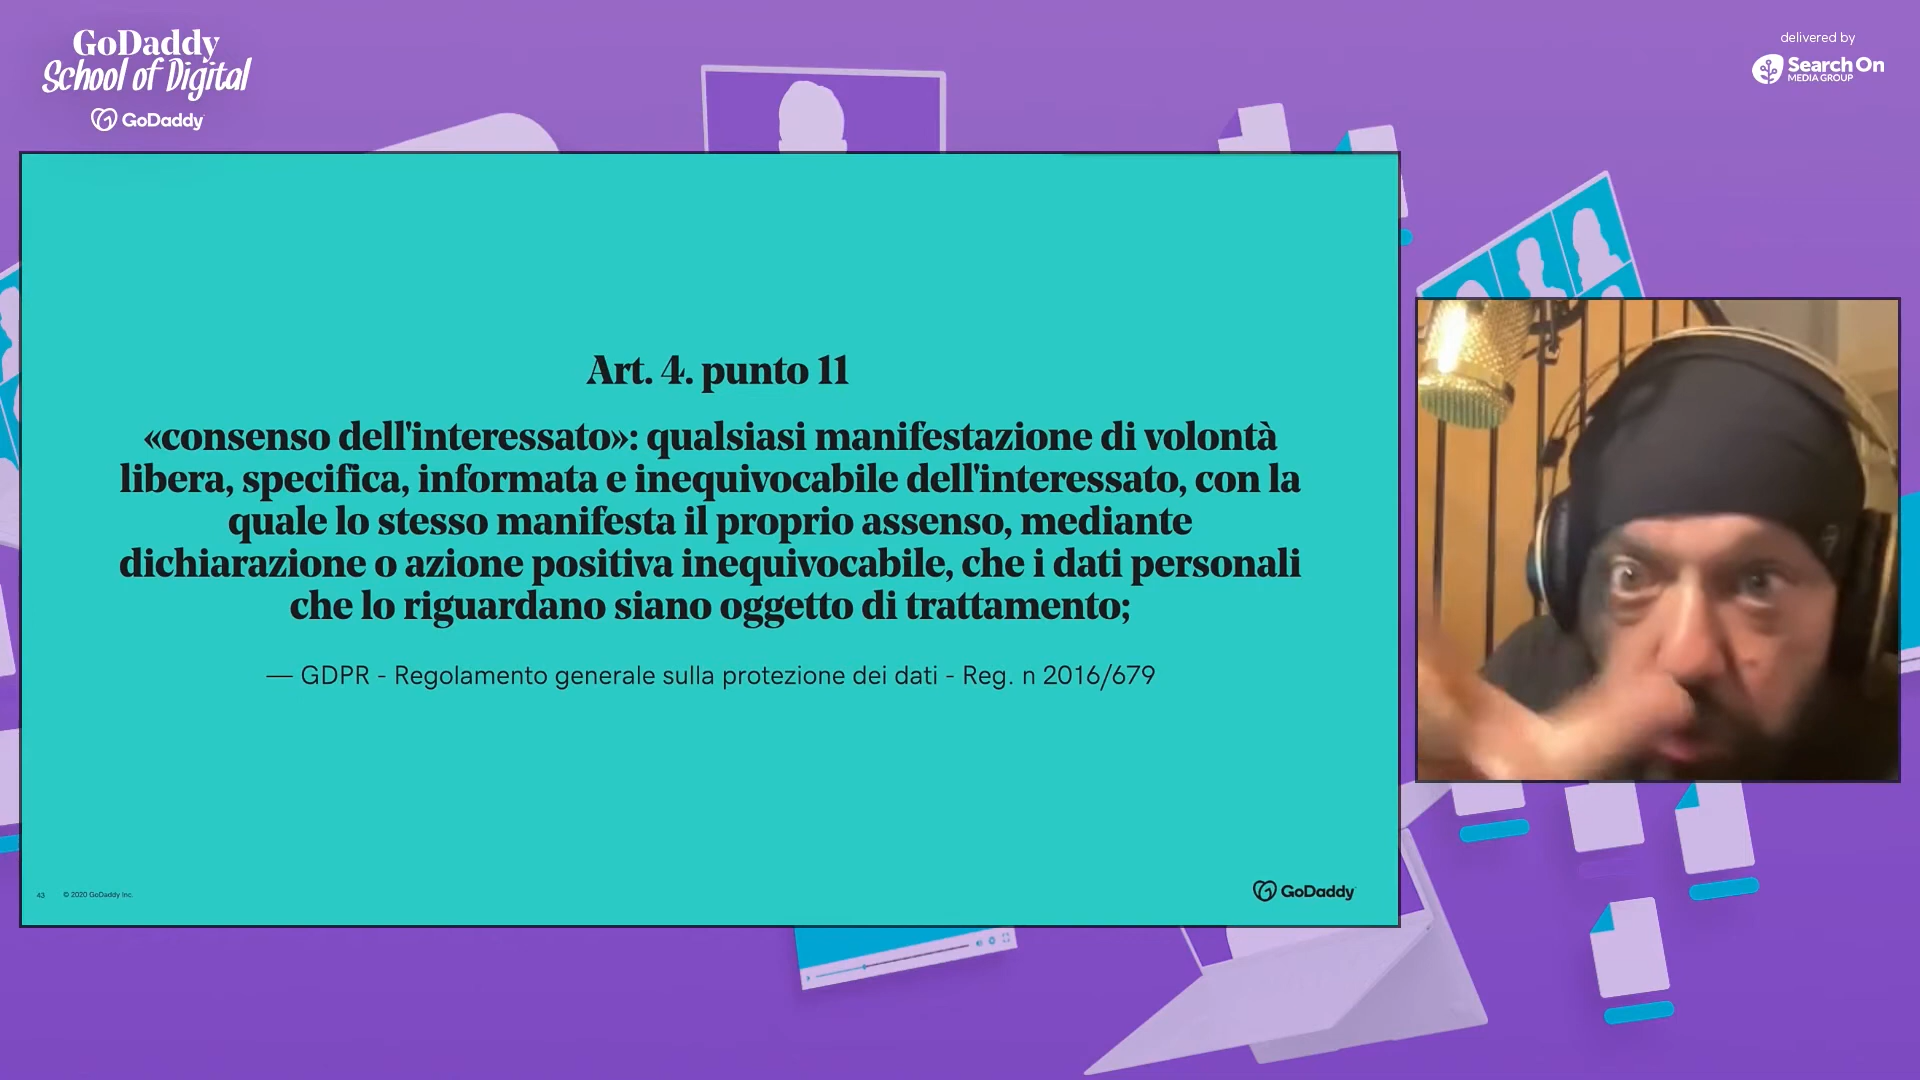 GoDaddy
School of Digital
GoDaddy
delivered by
Search On
MEDIA GROUP
Art. 4. punto 11
«consenso dell'interessato»: qualsiasi manifestazione di volontà
libera, specifica, informata e inequivocabile dell'interessato, con la
quale lo stesso manifesta il proprio assenso, mediante
dichiarazione o azione positiva inequivocabile, che i dati personali
che lo riguardano siano oggetto di trattamento;
— GDPR - Regolamento generale sulla protezione dei dati - Reg. n 2016/679
43 © 2020 GoDaddy Inc.
GoDaddy